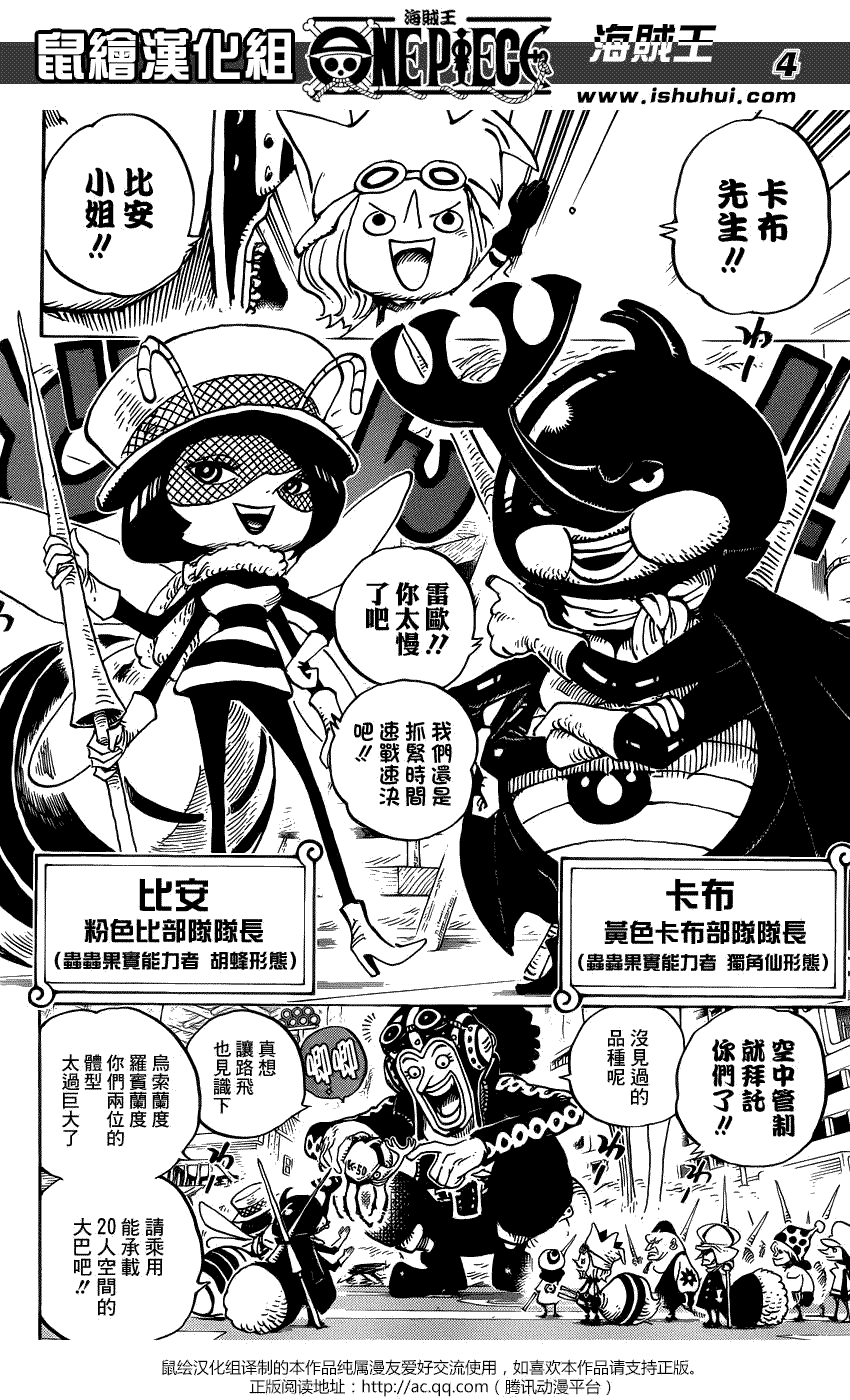 鼠繪漢化組
海賊王
ONE PIECE
海賊王
4
www.ishuhui.com
卡布
先生!!
比安
小姐!!
雷歐!!
你太慢
了吧
我們還是
抓緊時間
速戰速決
吧!!
卡布
黃色卡布部隊隊長
(蟲蟲果實能力者 獨角仙形態)
比安
粉色比部隊隊長
(蟲蟲果實能力者 胡蜂形態)
空中管制
就拜託
你們了!!
沒見過的
品種呢
嗡嗡
真想
讓路飛
也見識下
烏索蘭度
羅賓蘭度
你們兩位的
體型
太過巨大了
請乘用
能承載
20人空間的
大巴吧!!
K-50
鼠绘汉化组译制的本作品纯属漫友爱好交流使用，如喜欢本作品请支持正版。
正版阅读地址：http://ac.qq.com（腾讯动漫平台）